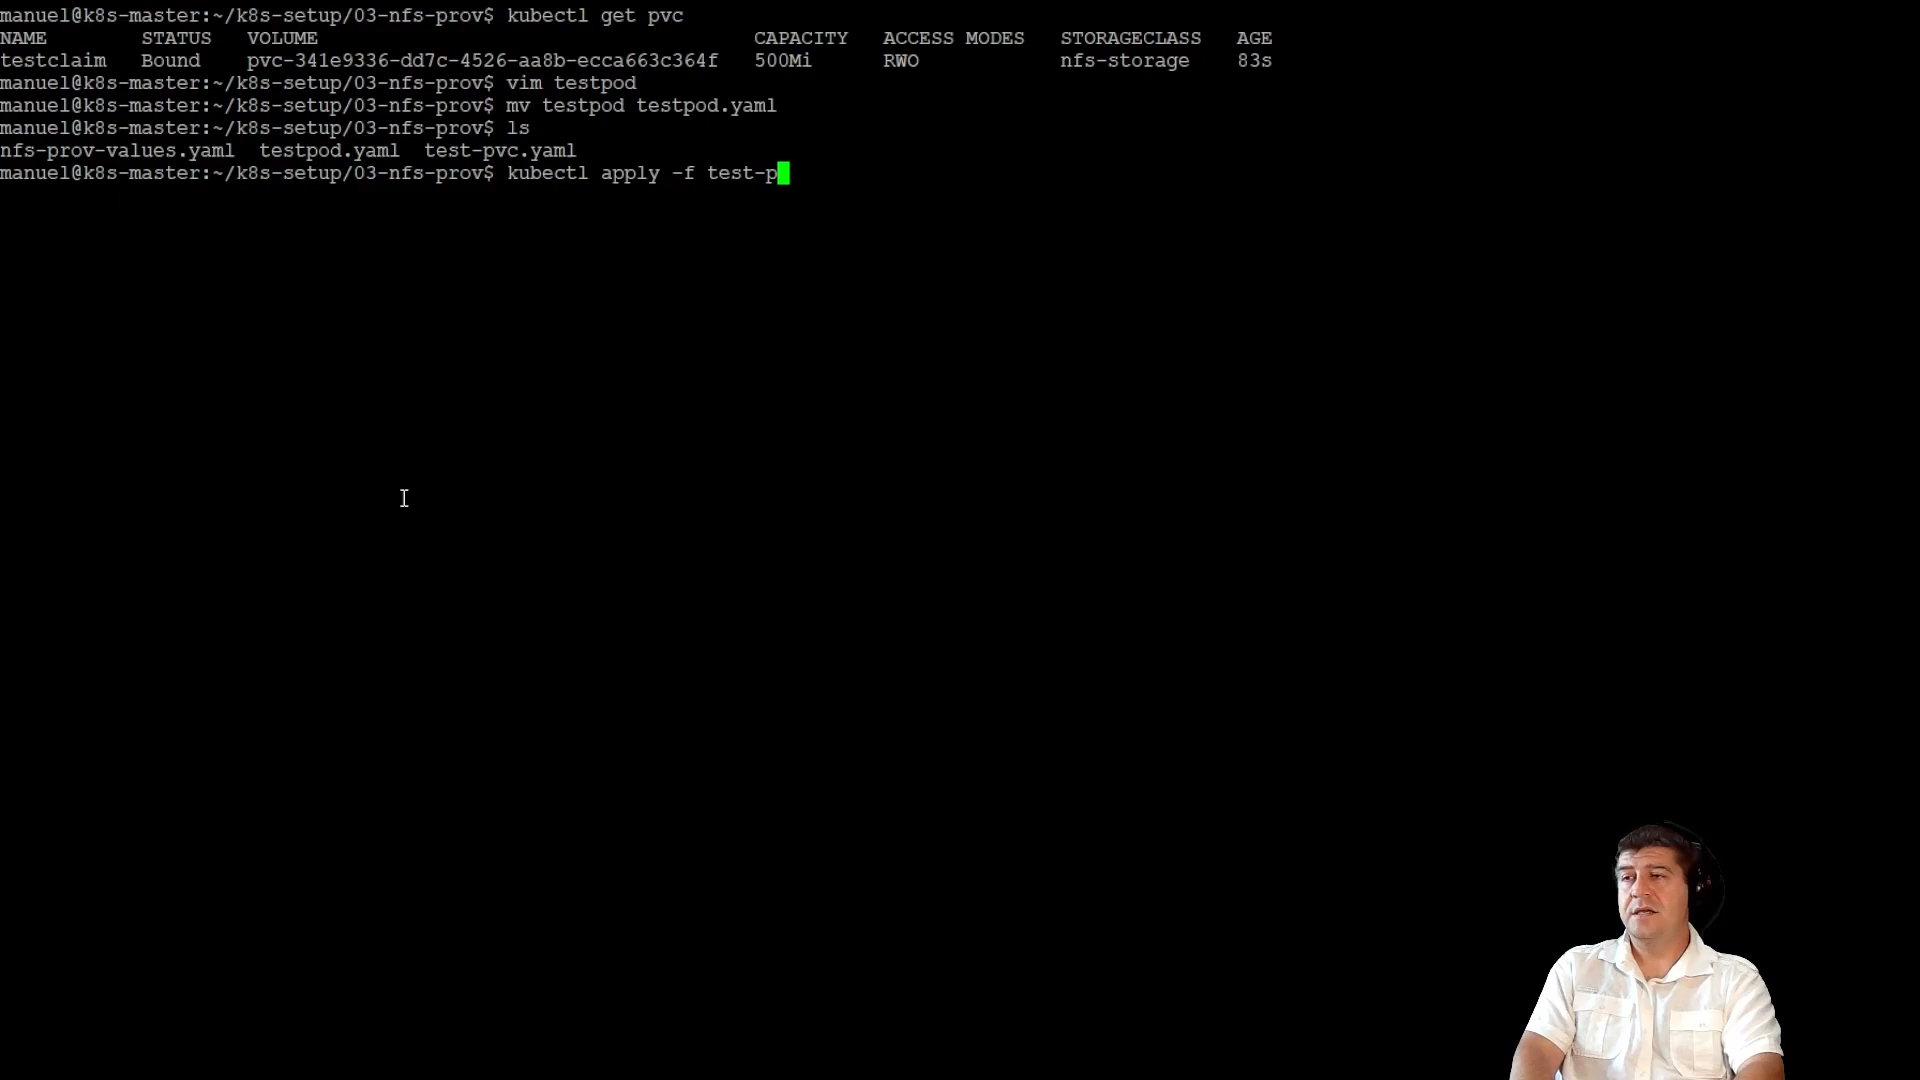 manuel@k8s-master:~/k8s-setup/03-nfs-prov$ kubectl get pvc
NAME STATUS VOLUME CAPACITY ACCESS MODES STORAGECLASS AGE
testclaim Bound pvc-341e9336-dd7c-4526-aa8b-ecca663c364f 500Mi RWO nfs-storage 83s
manuel@k8s-master:~/k8s-setup/03-nfs-prov$ vim testpod
manuel@k8s-master:~/k8s-setup/03-nfs-prov$ mv testpod testpod.yaml
manuel@k8s-master:~/k8s-setup/03-nfs-prov$ ls
nfs-prov-values.yaml testpod.yaml test-pvc.yaml
manuel@k8s-master:~/k8s-setup/03-nfs-prov$ kubectl apply -f test-p